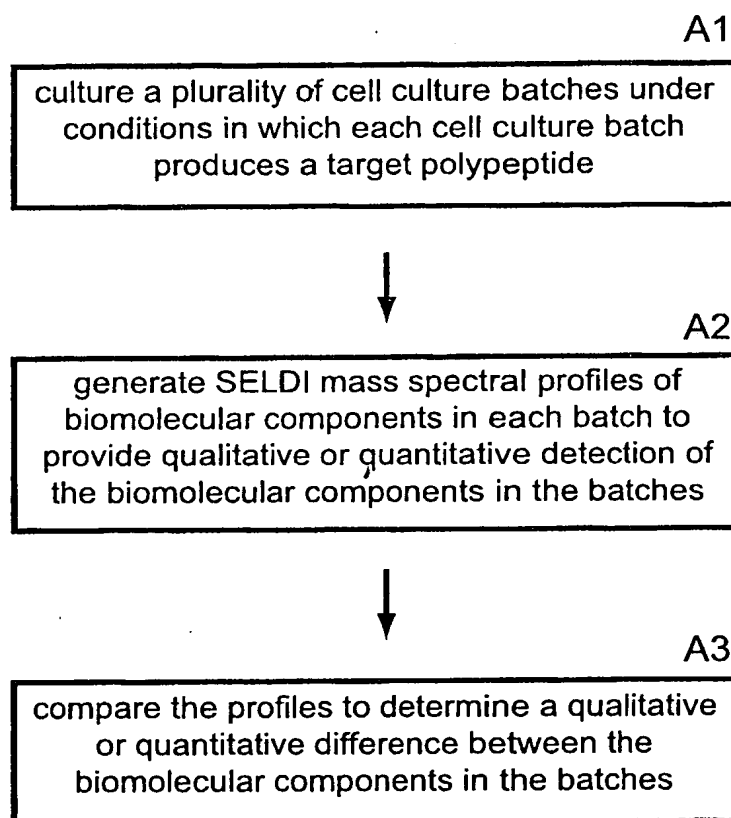 A1
culture a plurality of cell culture batches under
conditions in which each cell culture batch
produces a target polypeptide
A2
generate SELDI mass spectral profiles of
biomolecular components in each batch to
provide qualitative or quantitative detection of
the biomolecular components in the batches
A3
compare the profiles to determine a qualitative
or quantitative difference between the
biomolecular components in the batches